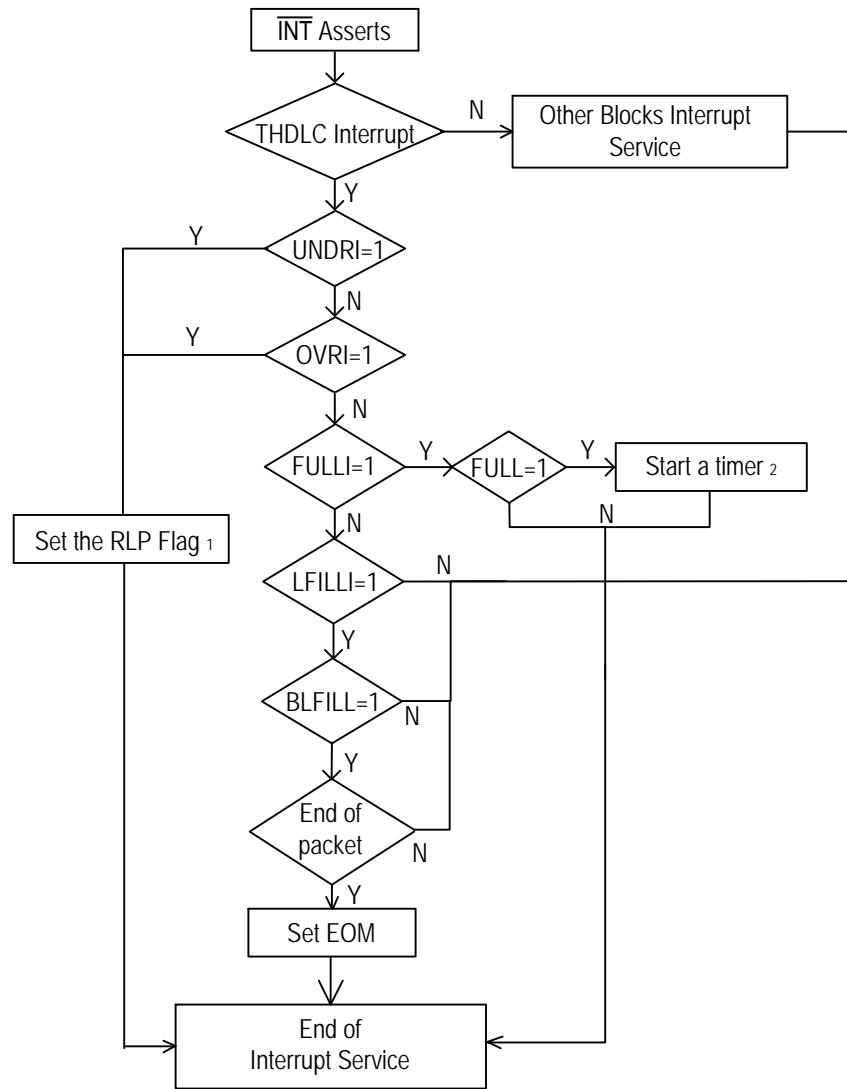 INT Asserts
N
THDLC Interrupt
Other Blocks Interrupt
Service
Y
Y
UNDRI=1
N
Y
OVRI=1
N
FULLI=1
Y
FULL=1
Y
Start a timer 2
N
N
Set the RLP Flag 1
LFILLI=1
N
Y
BLFILL=1
N
Y
End of
packet
N
Y
Set EOM
End of
Interrupt Service